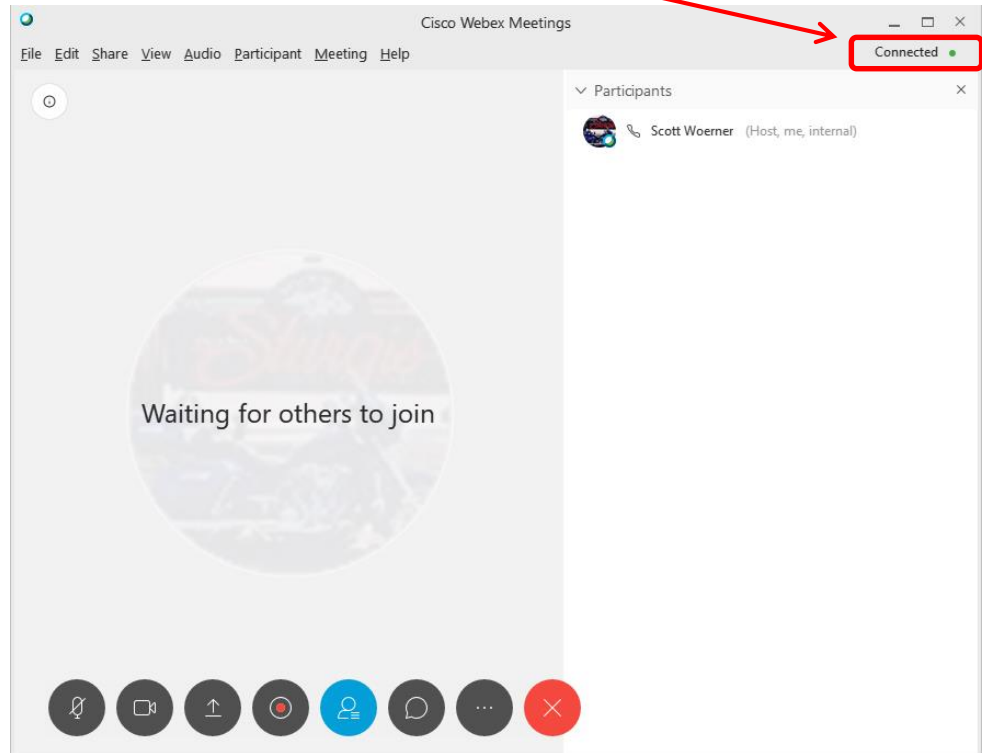 Cisco Webex Meetings
File Edit Share View Audio Participant Meeting Help
Connected
Participants
Scott Woerner (Host, me, internal)
Sturgis
Waiting for others to join